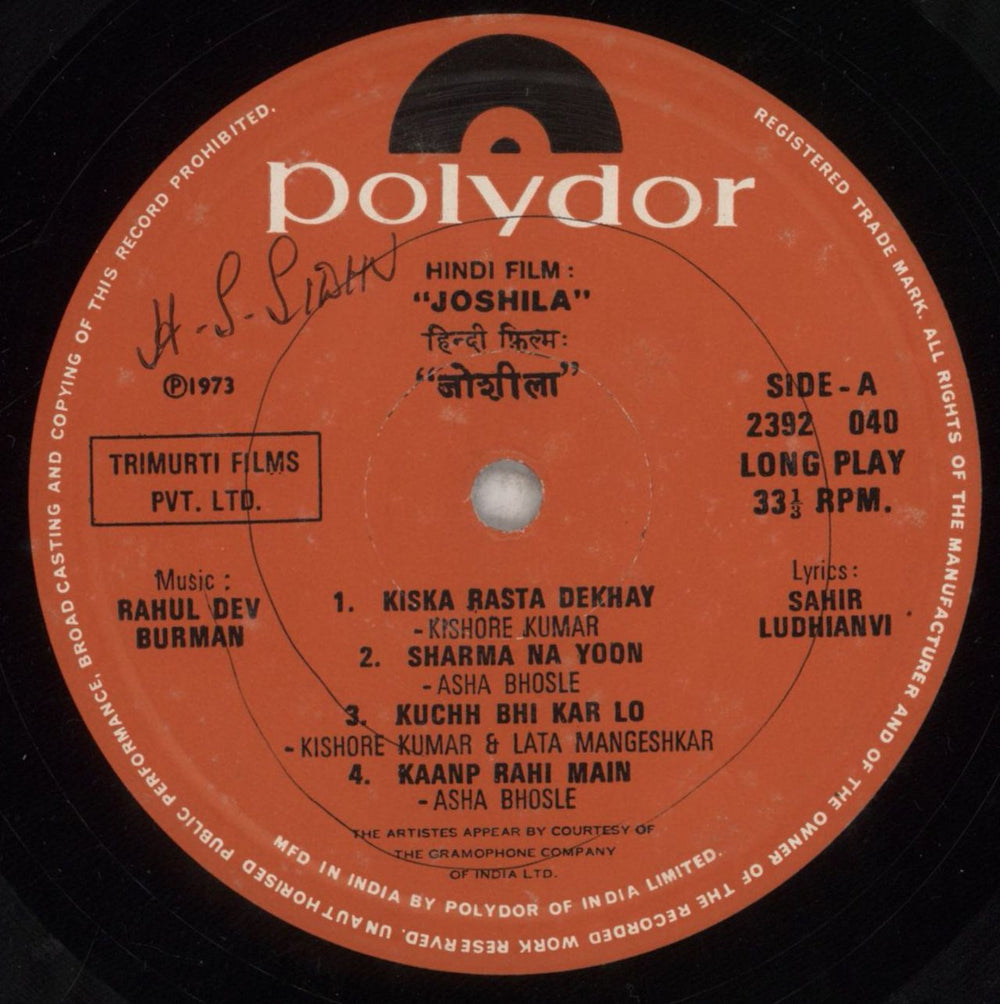 polydor
H-S-Sidhu
HINDI FILM :
"JOSHILA"
हिन्दी फ़िल्म:
"जोशीला"
Ⓟ1973
TRIMURTI FILMS
PVT. LTD.
SIDE - A
2392 040
LONG PLAY
33⅓ RPM.
Music :
RAHUL DEV
BURMAN
Lyrics :
SAHIR
LUDHIANVI
1. KISKA RASTA DEKHAY
- KISHORE KUMAR
2. SHARMA NA YOON
- ASHA BHOSLE
3. KUCHH BHI KAR LO
- KISHORE KUMAR & LATA MANGESHKAR
4. KAANP RAHI MAIN
- ASHA BHOSLE
THE ARTISTES APPEAR BY COURTESY OF
THE GRAMOPHONE COMPANY
OF INDIA LTD.
MFD IN INDIA BY POLYDOR OF INDIA LIMITED.
REGISTERED TRADE MARK. ALL RIGHTS OF THE MANUFACTURER AND OF THE OWNER OF THE RECORDED WORK RESERVED. UNAUTHORISED PUBLIC PERFORMANCE, BROADCASTING AND COPYING OF THIS RECORD PROHIBITED.